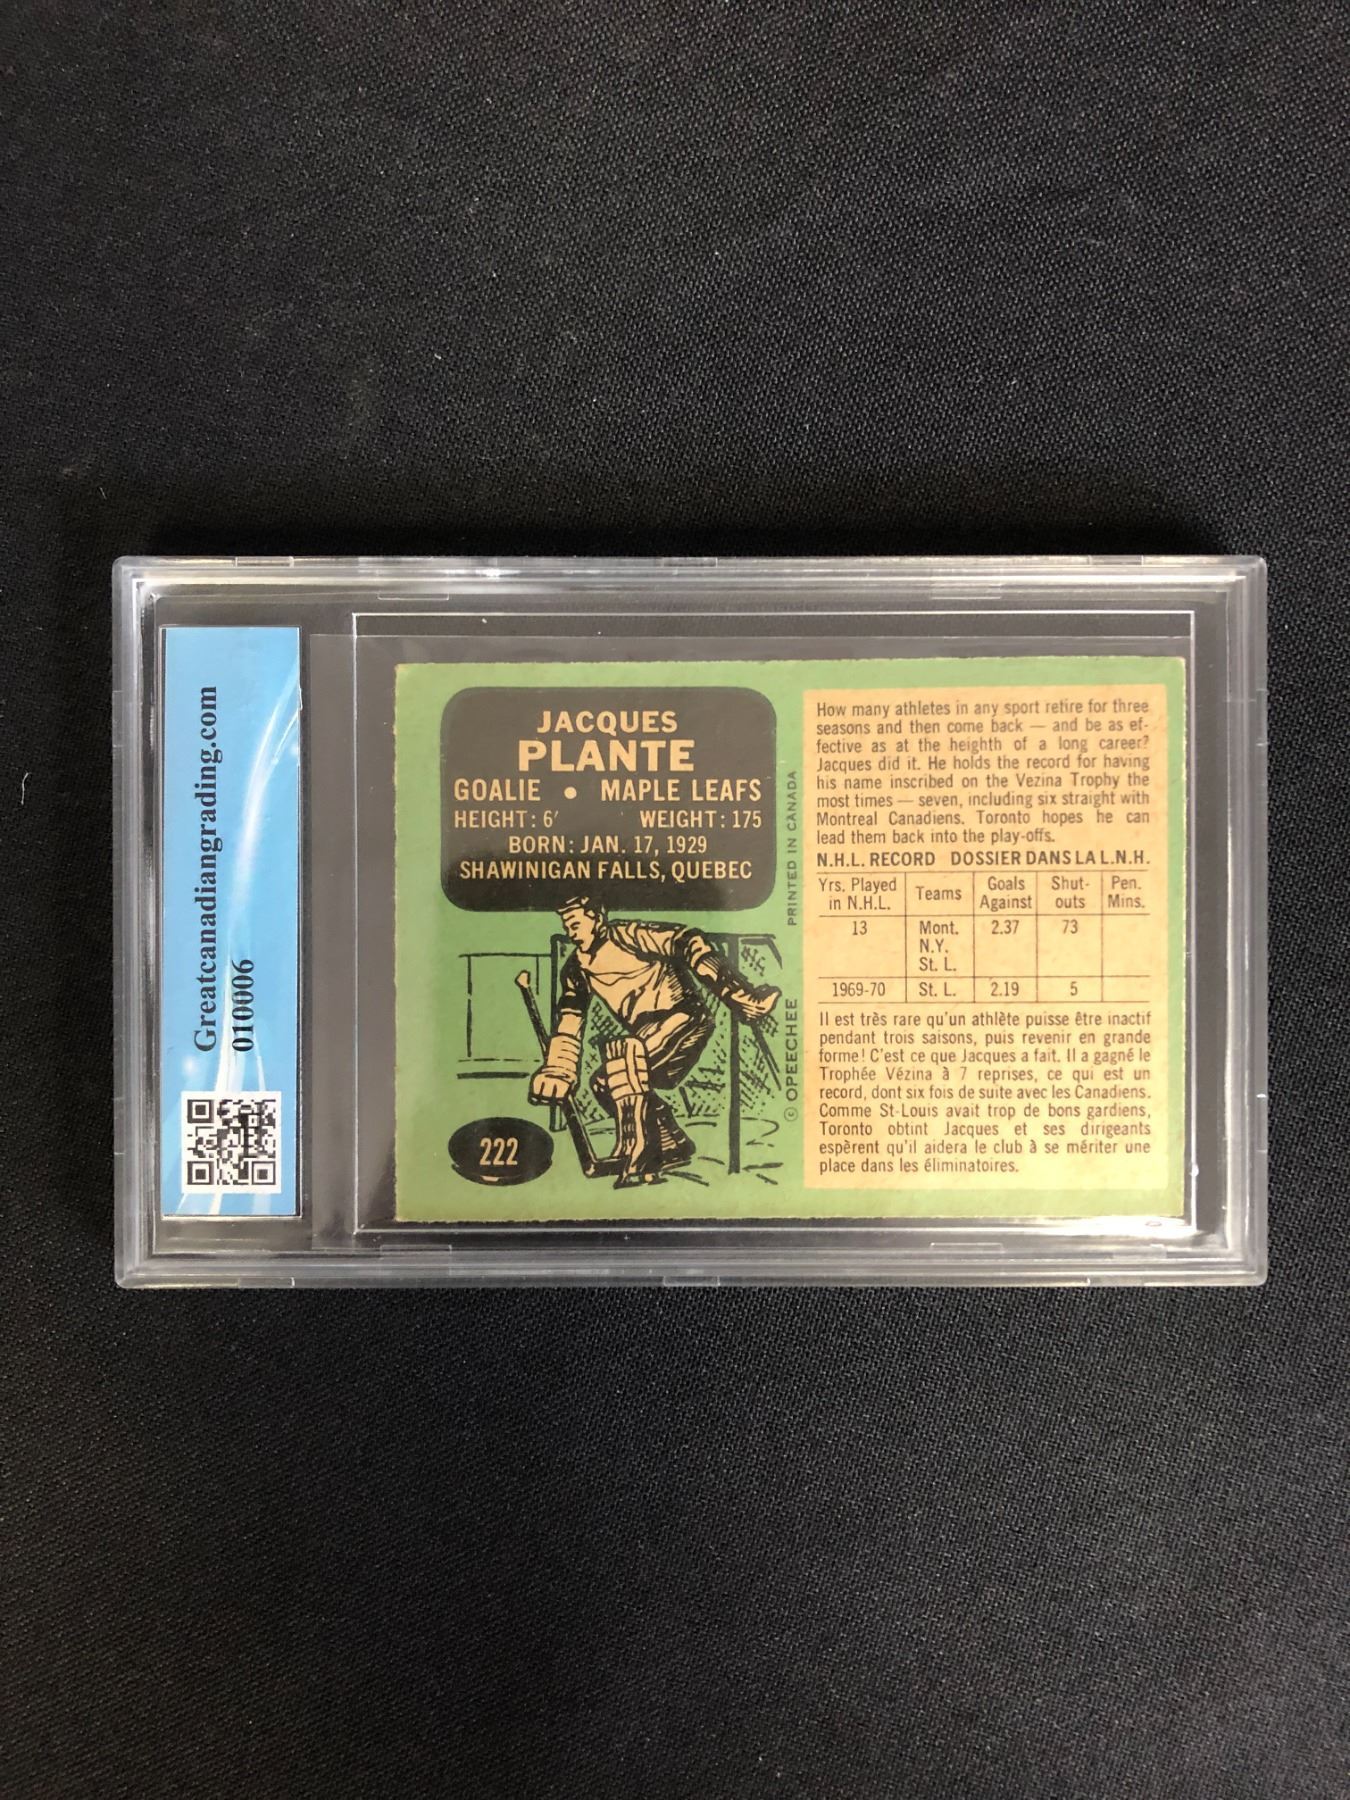 Greatcanadiangrading.com
010006
JACQUES
PLANTE
GOALIE • MAPLE LEAFS
HEIGHT: 6′ WEIGHT: 175
BORN: JAN. 17, 1929
SHAWINIGAN FALLS, QUEBEC
222
© OPEECHEE PRINTED IN CANADA
How many athletes in any sport retire for three
seasons and then come back — and be as ef-
fective as at the heighth of a long career?
Jacques did it. He holds the record for having
his name inscribed on the Vezina Trophy the
most times — seven, including six straight with
Montreal Canadiens. Toronto hopes he can
lead them back into the play-offs.
N.H.L. RECORD DOSSIER DANS LA L.N.H.
Yrs. Played Teams Goals Shut- Pen.
in N.H.L. Against outs Mins.
13 Mont. 2.37 73
N.Y.
St. L.
1969-70 St. L. 2.19 5
Il est très rare qu'un athlète puisse être inactif
pendant trois saisons, puis revenir en grande
forme! C'est ce que Jacques a fait. Il a gagné le
Trophée Vézina à 7 reprises, ce qui est un
record, dont six fois de suite avec les Canadiens.
Comme St-Louis avait trop de bons gardiens,
Toronto obtint Jacques et ses dirigeants
espèrent qu'il aidera le club à se mériter une
place dans les éliminatoires.